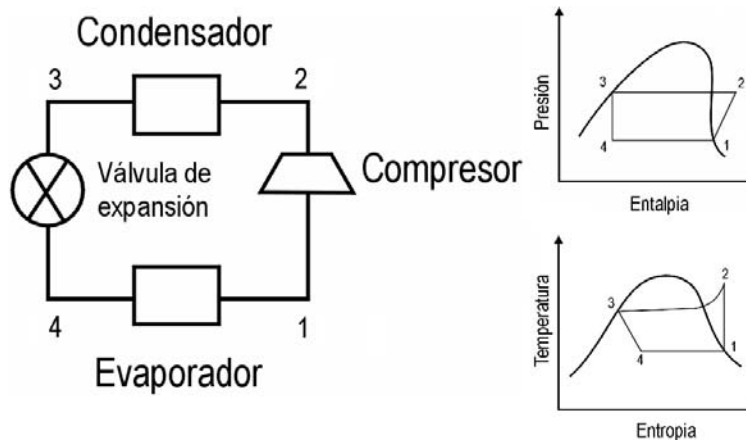 Condensador
3
2
Válvula de
expansión
Compresor
4
1
Evaporador
Presión
3
2
4
1
Entalpia
Temperatura
2
3
4
1
Entropia